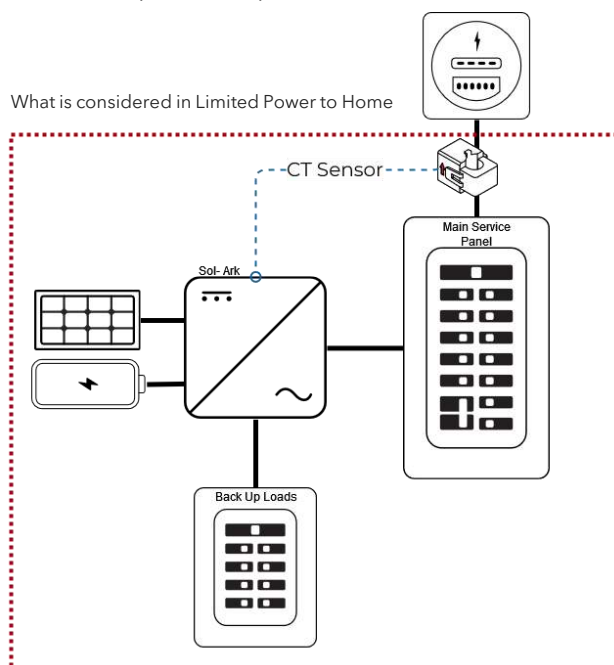 What is considered in Limited Power to Home
CT Sensor
Main Service
Panel
Sol- Ark
Back Up Loads